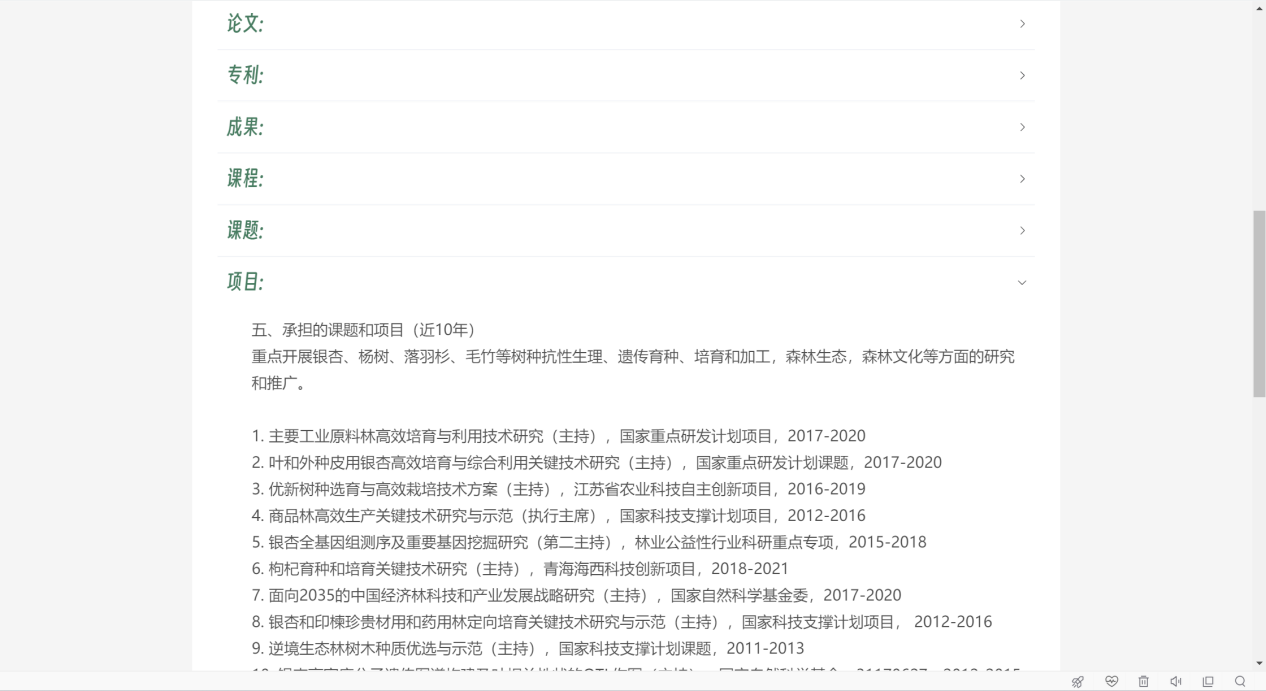 论文:
专利:
成果:
课程:
课题:
项目:
五、承担的课题和项目（近10年）
重点开展银杏、杨树、落羽杉、毛竹等树种抗性生理、遗传育种、培育和加工，森林生态，森林文化等方面的研究
和推广。
1. 主要工业原料林高效培育与利用技术研究（主持），国家重点研发计划项目，2017-2020
2. 叶和外种皮用银杏高效培育与综合利用关键技术研究（主持），国家重点研发计划课题，2017-2020
3. 优新树种选育与高效栽培技术方案（主持），江苏省农业科技自主创新项目，2016-2019
4. 商品林高效生产关键技术研究与示范（执行主席），国家科技支撑计划项目，2012-2016
5. 银杏全基因组测序及重要基因挖掘研究（第二主持），林业公益性行业科研重点专项，2015-2018
6. 枸杞育种和培育关键技术研究（主持），青海海西科技创新项目，2018-2021
7. 面向2035的中国经济林科技和产业发展战略研究（主持），国家自然科学基金委，2017-2020
8. 银杏和印楝珍贵材用和药用林定向培育关键技术研究与示范（主持），国家科技支撑计划项目， 2012-2016
9. 逆境生态林树木种质优选与示范（主持），国家科技支撑计划课题，2011-2013